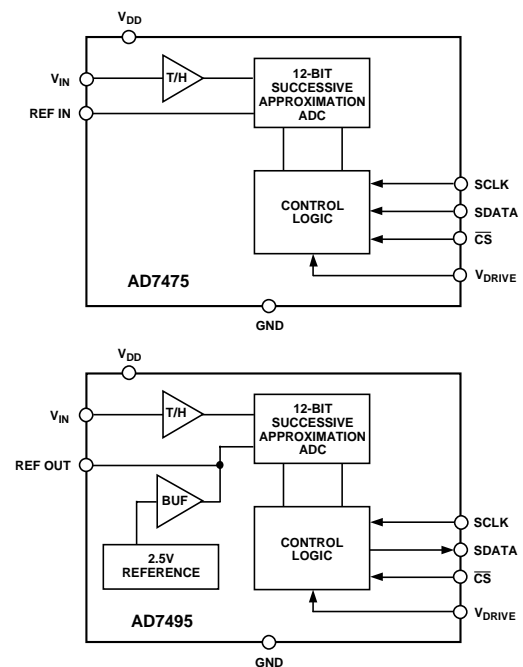 VDD
VIN
T/H
12-BIT
SUCCESSIVE
APPROXIMATION
ADC
REF IN
CONTROL
LOGIC
SCLK
SDATA
CS
VDRIVE
AD7475
GND
VDD
VIN
T/H
12-BIT
SUCCESSIVE
APPROXIMATION
ADC
REF OUT
BUF
2.5V
REFERENCE
CONTROL
LOGIC
SCLK
SDATA
CS
VDRIVE
AD7495
GND